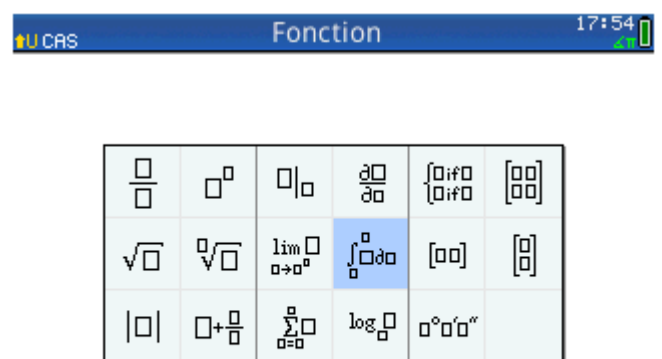 ⬆U CAS Fonction 17:54
∡π
□/□ □^□ □|□ ∂□/∂□ {□if□ □if□ [□□ □□]
√□ □√□ lim □ □→□° ∫□∂□ [□□] [□ □]
|□| □+□/□ Σ□ □=□ log□□ □°□′□″